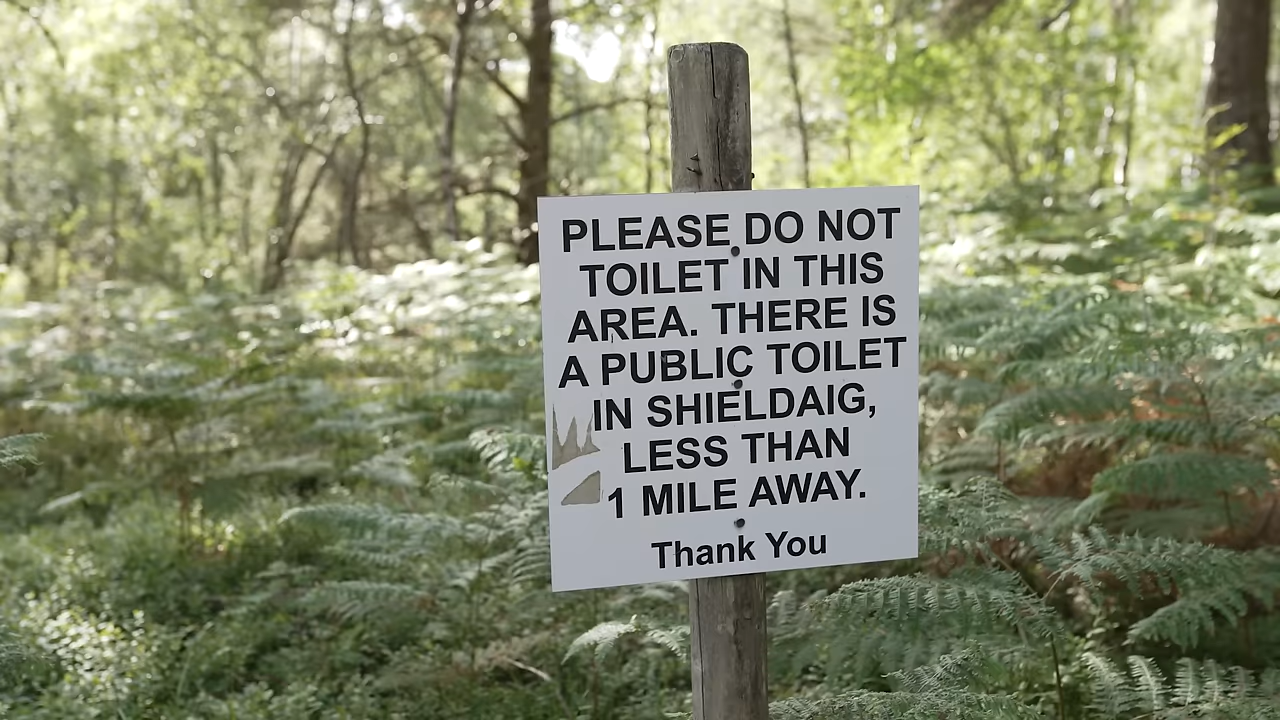 PLEASE DO NOT
TOILET IN THIS
AREA. THERE IS
A PUBLIC TOILET
IN SHIELDAIG,
LESS THAN
1 MILE AWAY.
Thank You